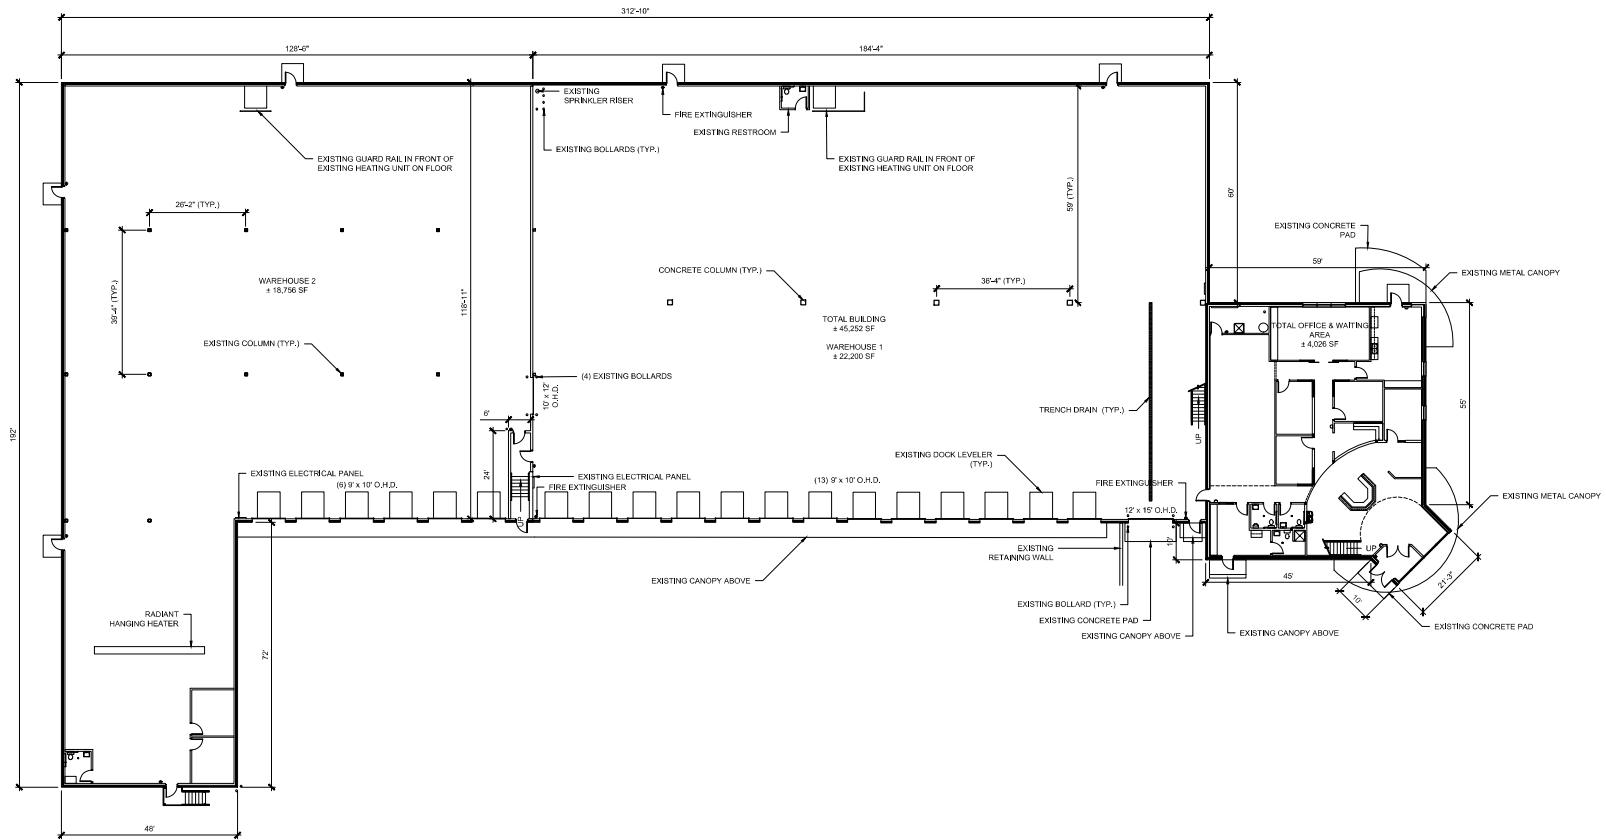 312'-10"
128'-6"
184'-4"
EXISTING
SPRINKLER RISER
FIRE EXTINGUISHER
EXISTING RESTROOM
EXISTING BOLLARDS (TYP.)
EXISTING GUARD RAIL IN FRONT OF
EXISTING HEATING UNIT ON FLOOR
EXISTING GUARD RAIL IN FRONT OF
EXISTING HEATING UNIT ON FLOOR
59' (TYP.)
60'
26'-2" (TYP.)
EXISTING CONCRETE
PAD
59'
EXISTING METAL CANOPY
CONCRETE COLUMN (TYP.)
36'-4" (TYP.)
WAREHOUSE 2
± 18,756 SF
39'-4" (TYP.)
118'-11"
TOTAL BUILDING
± 45,252 SF
WAREHOUSE 1
± 22,200 SF
TOTAL OFFICE & WAITING
AREA
± 4,026 SF
EXISTING COLUMN (TYP.)
(4) EXISTING BOLLARDS
10' x 12'
O.H.D.
6'
TRENCH DRAIN (TYP.)
UP
55'
192'
24'
EXISTING ELECTRICAL PANEL
(6) 9' x 10' O.H.D.
EXISTING ELECTRICAL PANEL
FIRE EXTINGUISHER
(13) 9' x 10' O.H.D.
EXISTING DOCK LEVELER
(TYP.)
FIRE EXTINGUISHER
12' x 15' O.H.D.
EXISTING METAL CANOPY
UP
10'
UP
EXISTING
RETAINING WALL
EXISTING CANOPY ABOVE
45'
21'-3"
10'
EXISTING BOLLARD (TYP.)
EXISTING CONCRETE PAD
EXISTING CANOPY ABOVE
EXISTING CANOPY ABOVE
EXISTING CONCRETE PAD
RADIANT
HANGING HEATER
72'
48'